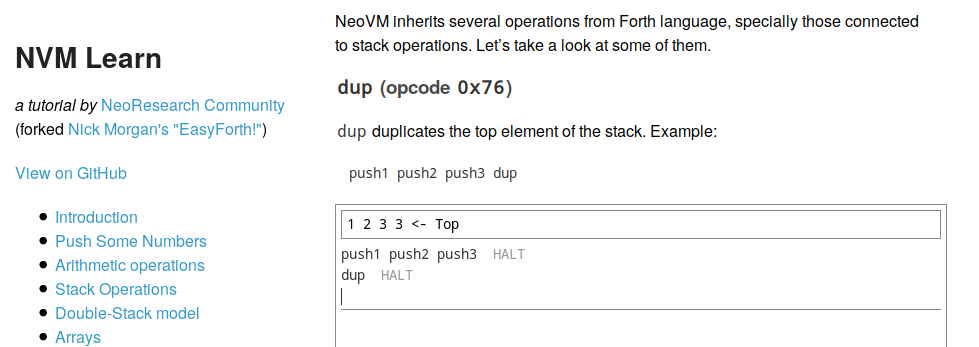 NVM Learn
a tutorial by NeoResearch Community
(forked Nick Morgan's "EasyForth!")
View on GitHub
Introduction
Push Some Numbers
Arithmetic operations
Stack Operations
Double-Stack model
Arrays
NeoVM inherits several operations from Forth language, specially those connected
to stack operations. Let's take a look at some of them.
dup (opcode 0x76)
dup duplicates the top element of the stack. Example:
push1 push2 push3 dup
1 2 3 3 <- Top
push1 push2 push3 HALT
dup HALT